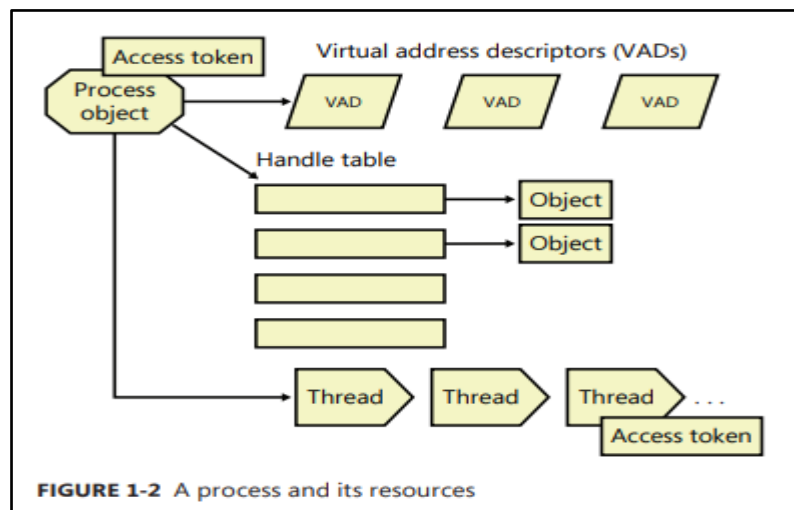 Access token
Virtual address descriptors (VADs)
Process
object
VAD
VAD
VAD
Handle table
Object
Object
Thread
Thread
Thread
. . .
Access token
FIGURE 1-2 A process and its resources